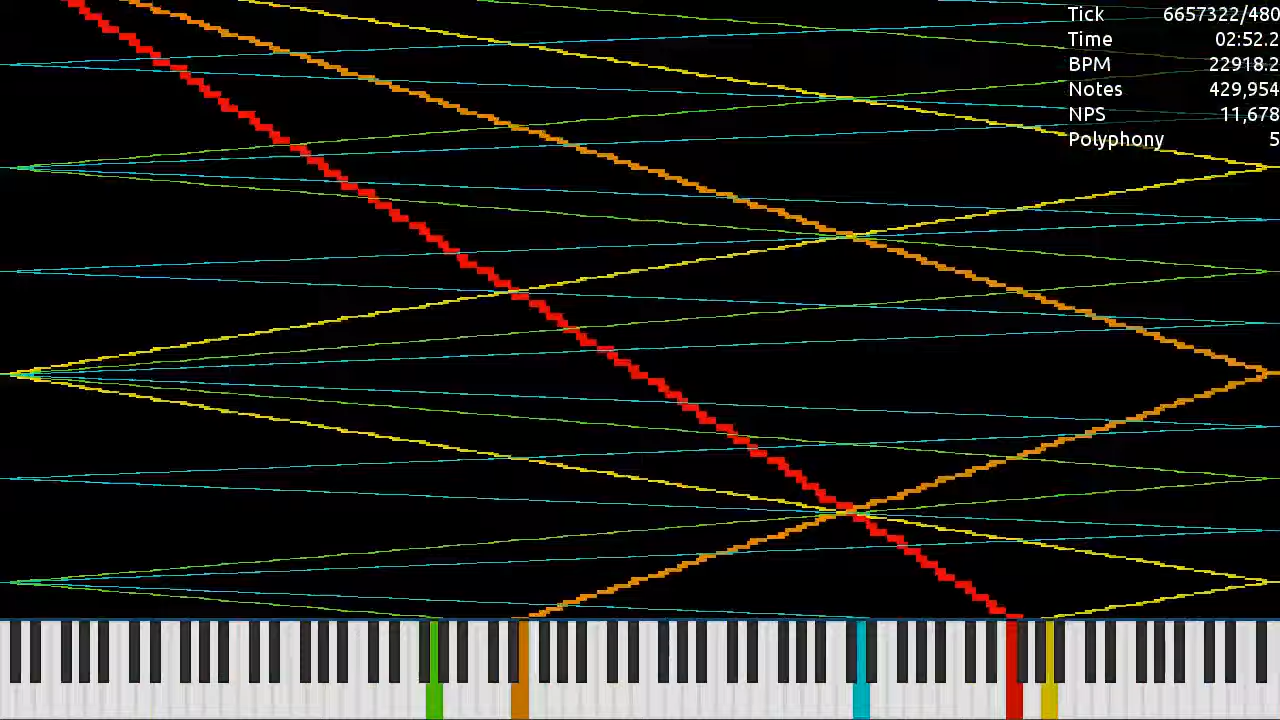 Tick 6657322/480
Time 02:52.2
BPM 22918.2
Notes 429,954
NPS 11,678
Polyphony 5